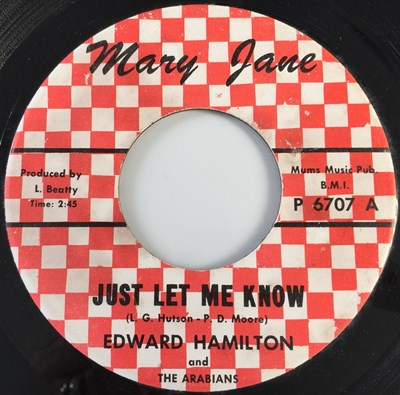 Mary Jane
Produced by
L. Beatty
Time: 2:45
Mums Music Pub.
B.M.I.
P 6707 A
JUST LET ME KNOW
(L. G. Hutson - P. D. Moore)
EDWARD HAMILTON
and
THE ARABIANS